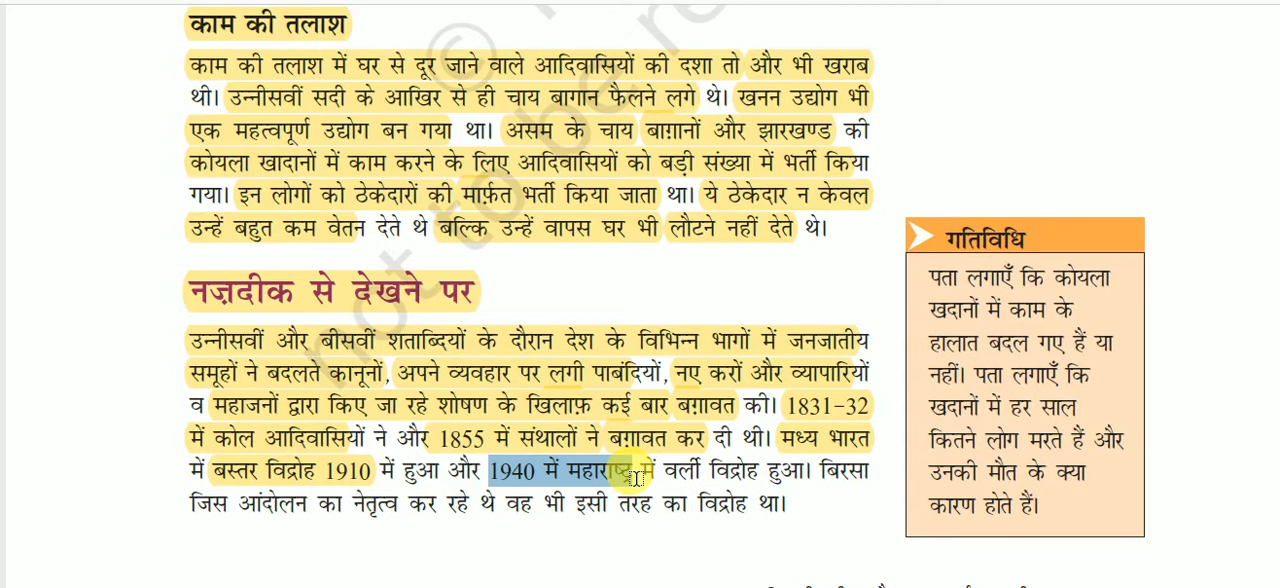 काम की तलाश
काम की तलाश में घर से दूर जाने वाले आदिवासियों की दशा तो और भी खराब
थी। उन्नीसवीं सदी के आखिर से ही चाय बागान फैलने लगे थे। खनन उद्योग भी
एक महत्वपूर्ण उद्योग बन गया था। असम के चाय बाग़ानों और झारखण्ड की
कोयला खादानों में काम करने के लिए आदिवासियों को बड़ी संख्या में भर्ती किया
गया। इन लोगों को ठेकेदारों की मार्फ़त भर्ती किया जाता था। ये ठेकेदार न केवल
उन्हें बहुत कम वेतन देते थे बल्कि उन्हें वापस घर भी लौटने नहीं देते थे।
नज़दीक से देखने पर
उन्नीसवीं और बीसवीं शताब्दियों के दौरान देश के विभिन्न भागों में जनजातीय
समूहों ने बदलते कानूनों, अपने व्यवहार पर लगी पाबंदियों, नए करों और व्यापारियों
व महाजनों द्वारा किए जा रहे शोषण के खिलाफ़ कई बार बग़ावत की। 1831-32
में कोल आदिवासियों ने और 1855 में संथालों ने बग़ावत कर दी थी। मध्य भारत
में बस्तर विद्रोह 1910 में हुआ और 1940 में महाराष्ट्र में वर्ली विद्रोह हुआ। बिरसा
जिस आंदोलन का नेतृत्व कर रहे थे वह भी इसी तरह का विद्रोह था।
गतिविधि
पता लगाएँ कि कोयला
खदानों में काम के
हालात बदल गए हैं या
नहीं। पता लगाएँ कि
खदानों में हर साल
कितने लोग मरते हैं और
उनकी मौत के क्या
कारण होते हैं।
not to be re